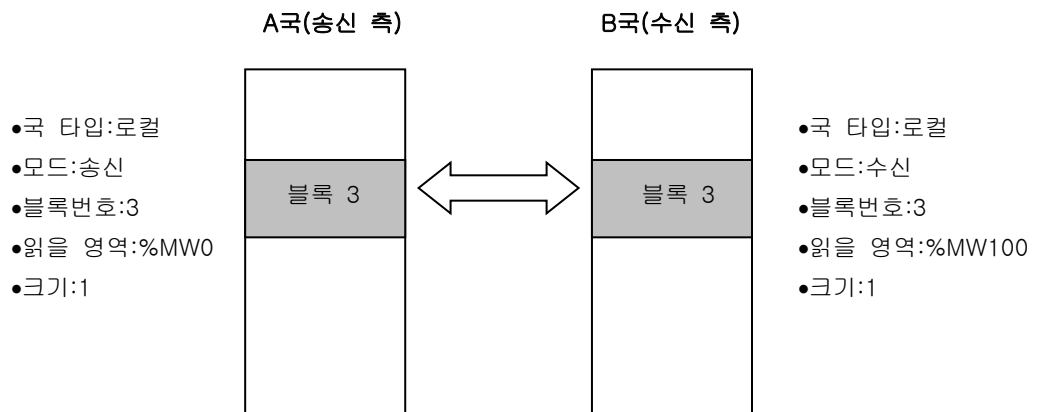 A국(송신 측)
B국(수신 측)
●국 타입:로컬
●모드:송신
●블록번호:3
●읽을 영역:%MW0
●크기:1
블록 3
블록 3
●국 타입:로컬
●모드:수신
●블록번호:3
●읽을 영역:%MW100
●크기:1